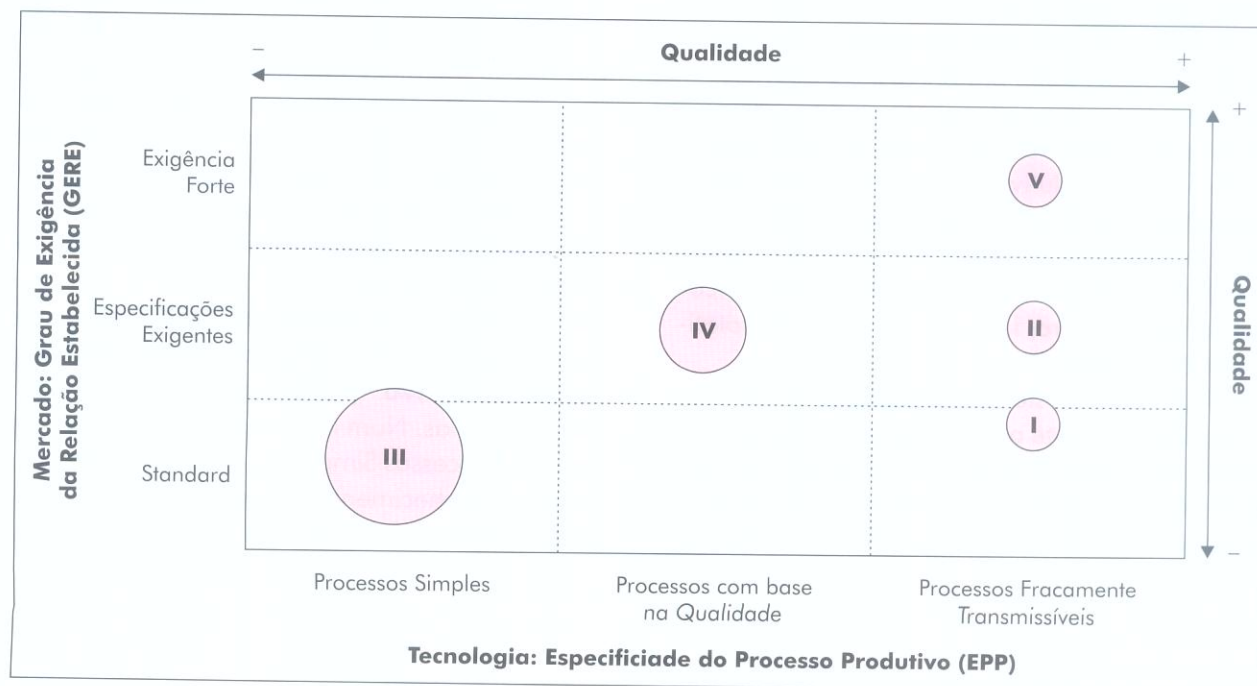 Qualidade
−
+
+
Mercado: Grau de Exigência
da Relação Estabelecida (GERE)
Exigência
Forte
V
Especificações
Exigentes
IV
II
Qualidade
I
III
Standard
−
Processos Simples
Processos com base
na Qualidade
Processos Fracamente
Transmissíveis
Tecnologia: Especificiade do Processo Produtivo (EPP)